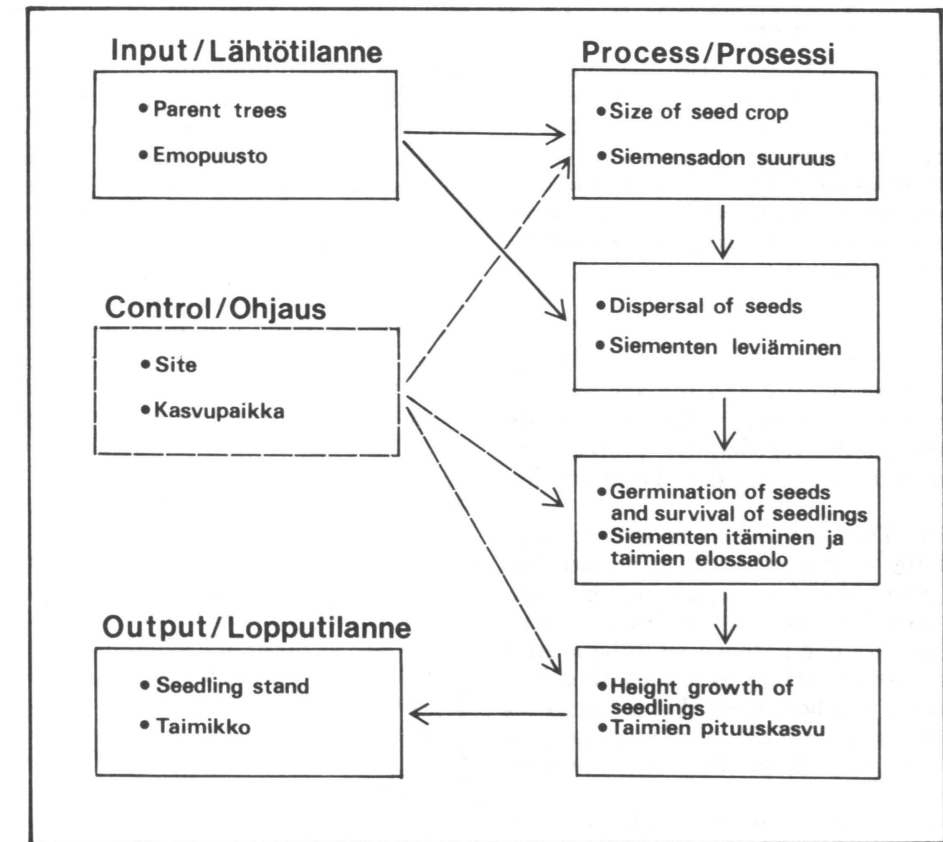 Input/Lähtötilanne
• Parent trees
• Emopuusto
Control/Ohjaus
• Site
• Kasvupaikka
Output/Lopputilanne
• Seedling stand
• Taimikko
Process/Prosessi
• Size of seed crop
• Siemensadon suuruus
• Dispersal of seeds
• Siementen leviäminen
• Germination of seeds
and survival of seedlings
• Siementen itäminen ja
taimien elossaolo
• Height growth of
seedlings
• Taimien pituuskasvu